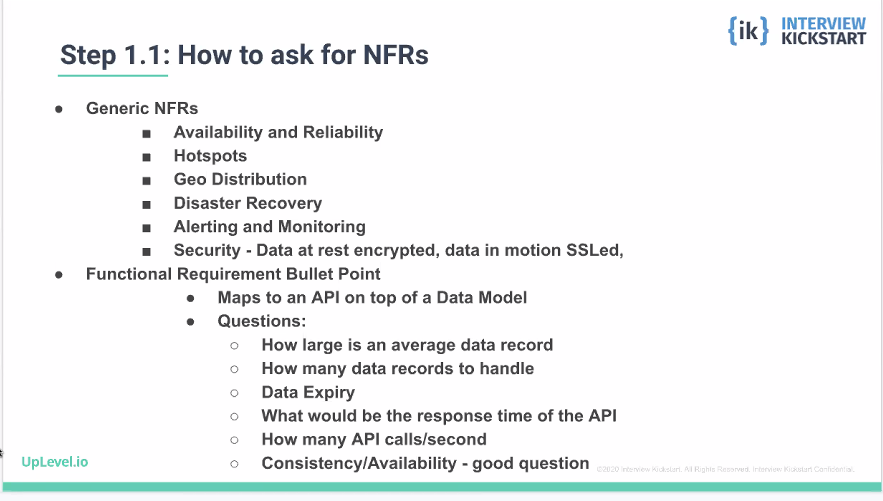 {ik} INTERVIEW KICKSTART
Step 1.1: How to ask for NFRs
● Generic NFRs
■ Availability and Reliability
■ Hotspots
■ Geo Distribution
■ Disaster Recovery
■ Alerting and Monitoring
■ Security - Data at rest encrypted, data in motion SSLed,
● Functional Requirement Bullet Point
● Maps to an API on top of a Data Model
● Questions:
○ How large is an average data record
○ How many data records to handle
○ Data Expiry
○ What would be the response time of the API
○ How many API calls/second
○ Consistency/Availability - good question
UpLevel.io
©2020 Interview Kickstart. All Rights Reserved. Interview Kickstart Confidential.